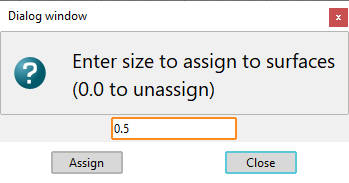 Dialog window
Enter size to assign to surfaces
(0.0 to unassign)
0.5
Assign Close